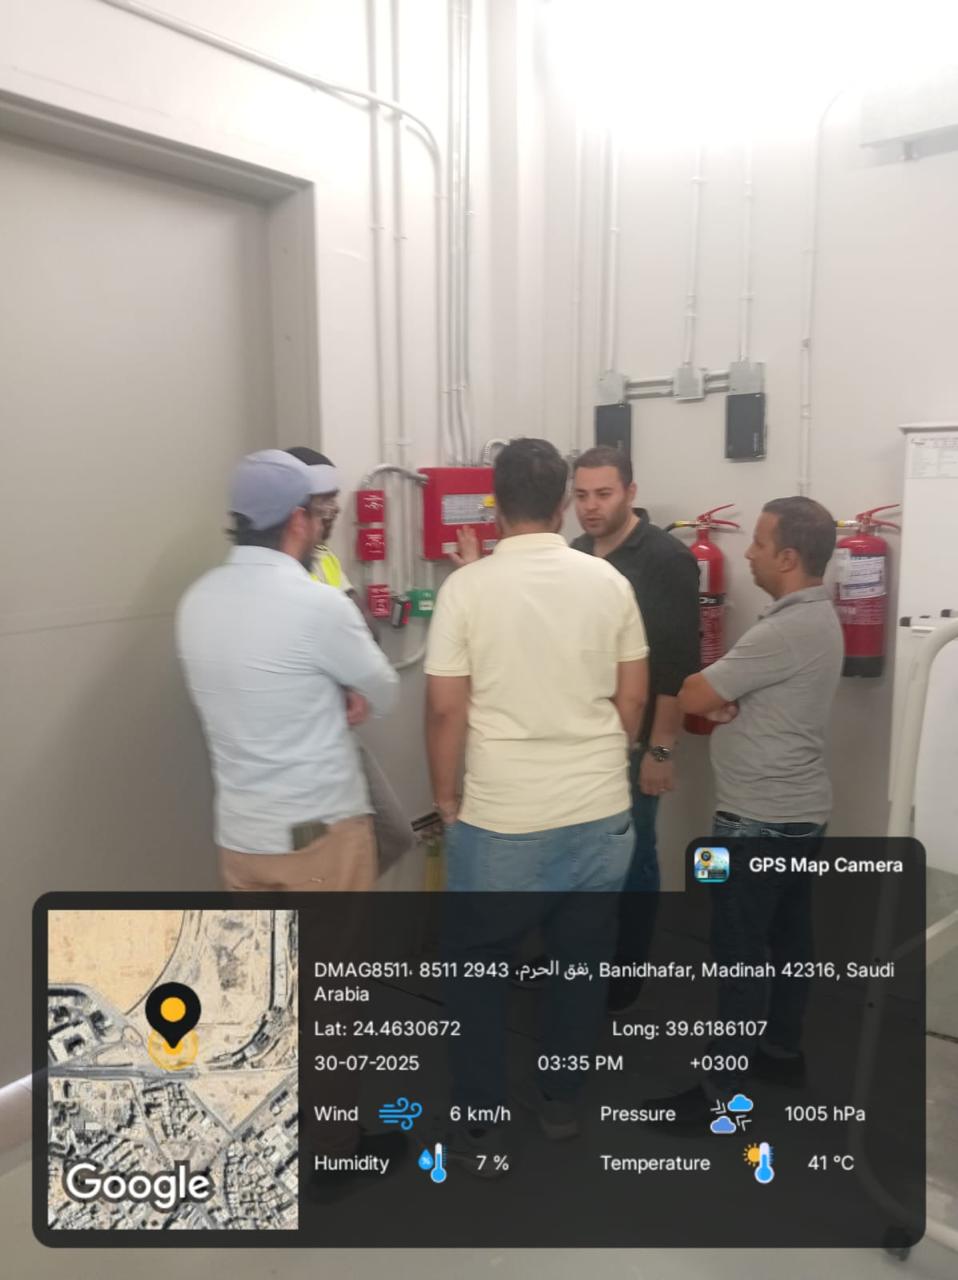 GPS Map Camera
DMAG8511، 8511 2943 نفق الحرم،, Banidhafar, Madinah 42316, Saudi
Arabia
Lat: 24.4630672
Long: 39.6186107
30-07-2025
03:35 PM
+0300
Wind
6 km/h
Pressure
1005 hPa
Humidity
7 %
Temperature
41 °C
Google